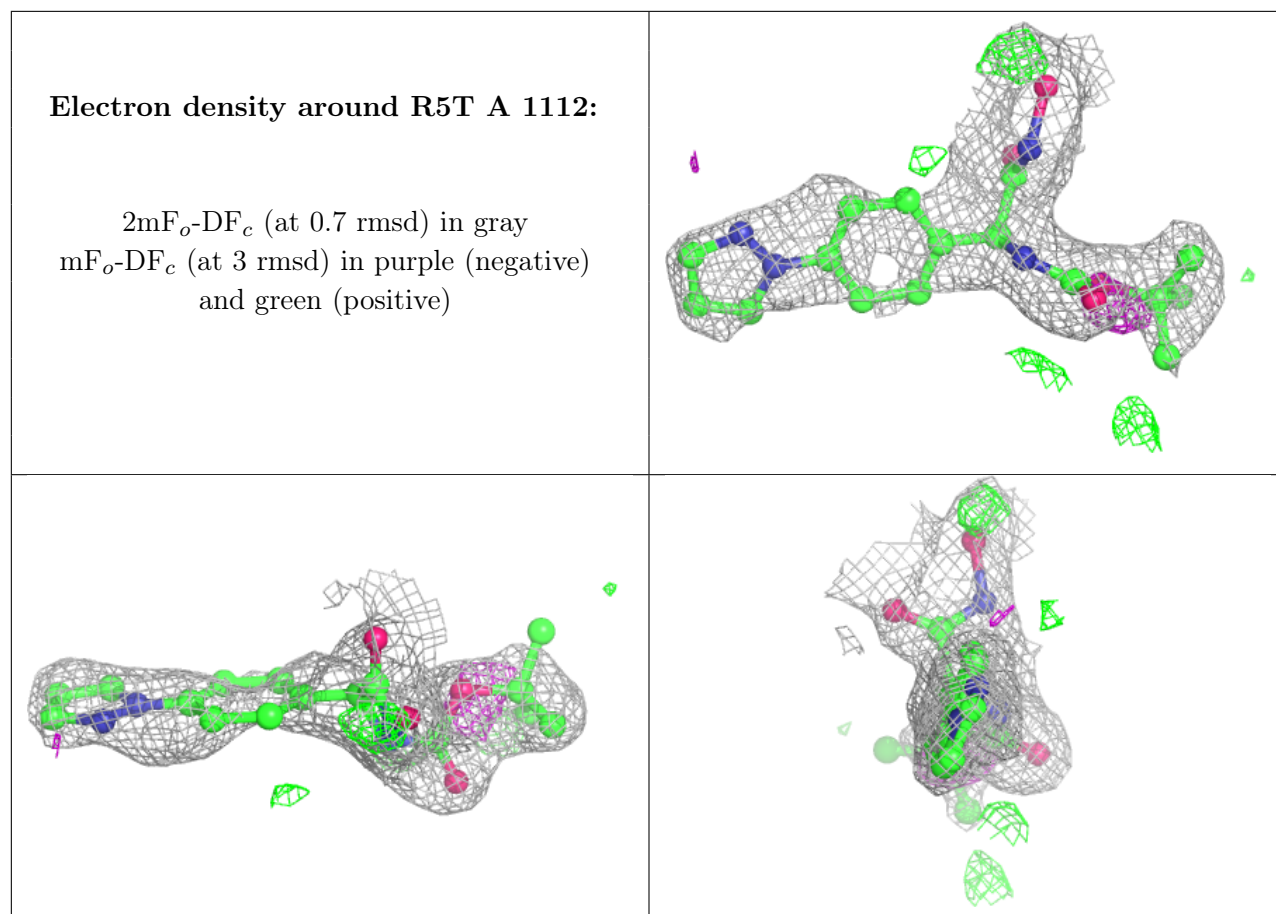 Electron density around R5T A 1112:
2mFo-DFc (at 0.7 rmsd) in gray
mFo-DFc (at 3 rmsd) in purple (negative)
and green (positive)